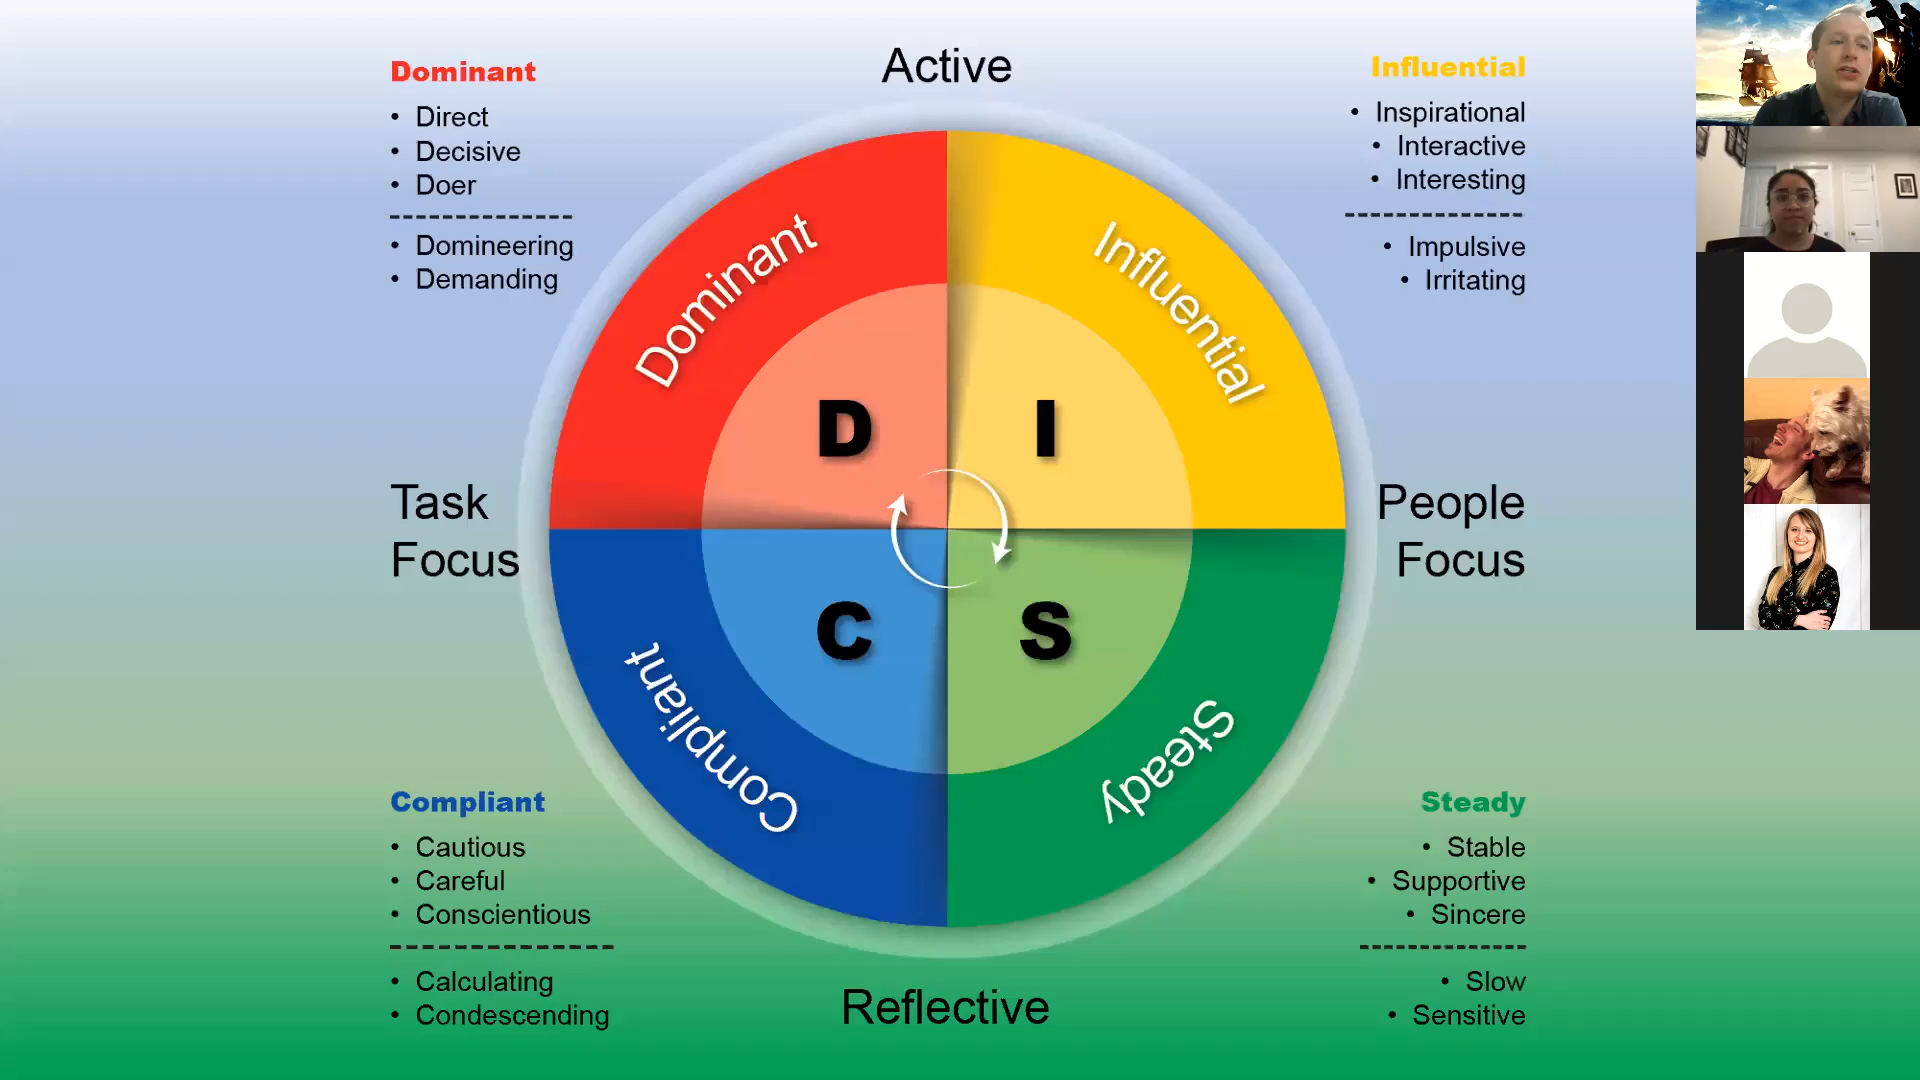 Active
Dominant
• Direct
• Decisive
• Doer
• Domineering
• Demanding
Influential
• Inspirational
• Interactive
• Interesting
• Impulsive
• Irritating
Dominant
Influential
D
I
Task
Focus
People
Focus
C
S
Compliant
Steady
Compliant
• Cautious
• Careful
• Conscientious
• Calculating
• Condescending
Steady
• Stable
• Supportive
• Sincere
• Slow
• Sensitive
Reflective